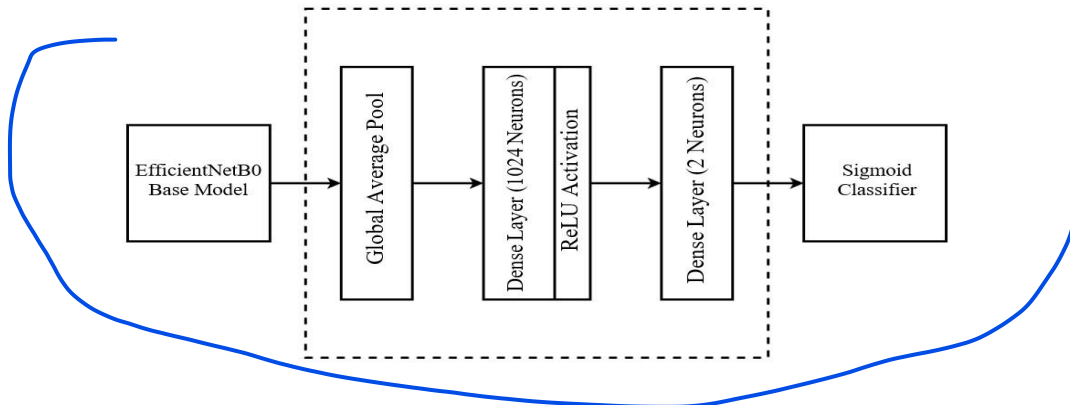 EfficientNetB0
Base Model
Global Average Pool
Dense Layer (1024 Neurons)
ReLU Activation
Dense Layer (2 Neurons)
Sigmoid
Classifier